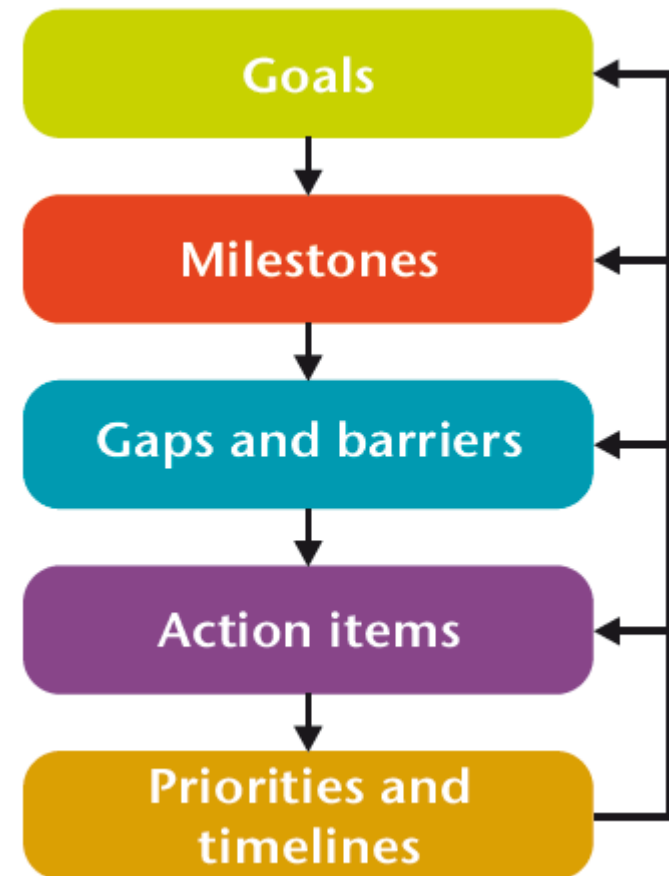 Goals
Milestones
Gaps and barriers
Action items
Priorities and
timelines